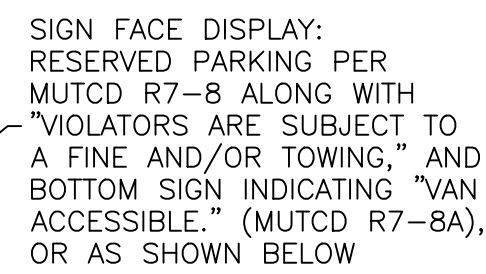 SIGN FACE DISPLAY:
RESERVED PARKING PER
MUTCD R7-8 ALONG WITH
"VIOLATORS ARE SUBJECT TO
A FINE AND/OR TOWING," AND
BOTTOM SIGN INDICATING "VAN
ACCESSIBLE." (MUTCD R7-8A),
OR AS SHOWN BELOW